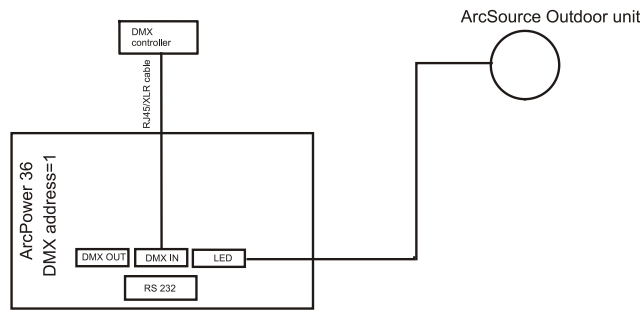 ArcSource Outdoor unit
DMX
controller
RJ45/XLR cable
ArcPower 36
DMX address=1
DMX OUT
DMX IN
LED
RS 232